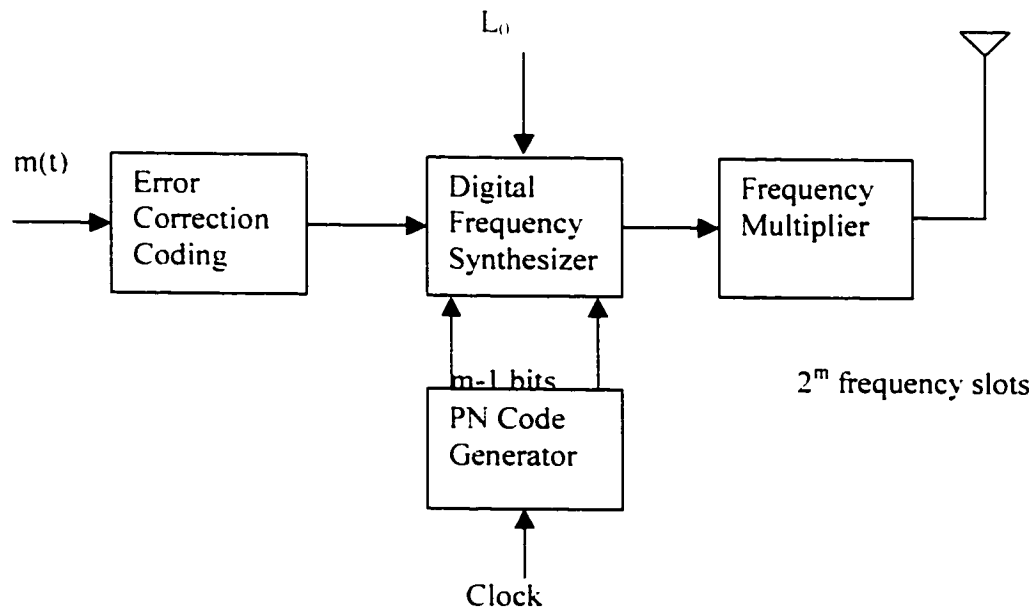 L₀
m(t)
Error
Correction
Coding
Digital
Frequency
Synthesizer
Frequency
Multiplier
m-1 bits
2ᵐ frequency slots
PN Code
Generator
Clock